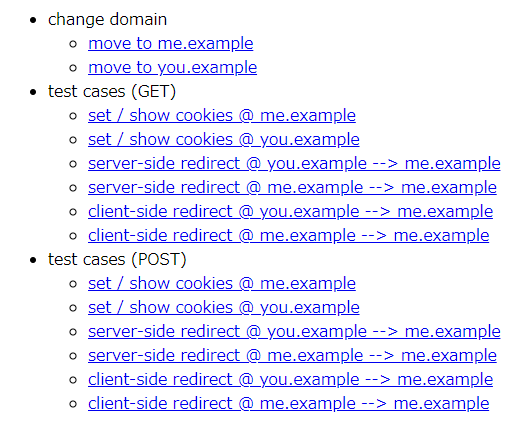 change domain
move to me.example
move to you.example
test cases (GET)
set / show cookies @ me.example
set / show cookies @ you.example
server-side redirect @ you.example --> me.example
server-side redirect @ me.example --> me.example
client-side redirect @ you.example --> me.example
client-side redirect @ me.example --> me.example
test cases (POST)
set / show cookies @ me.example
set / show cookies @ you.example
server-side redirect @ you.example --> me.example
server-side redirect @ me.example --> me.example
client-side redirect @ you.example --> me.example
client-side redirect @ me.example --> me.example